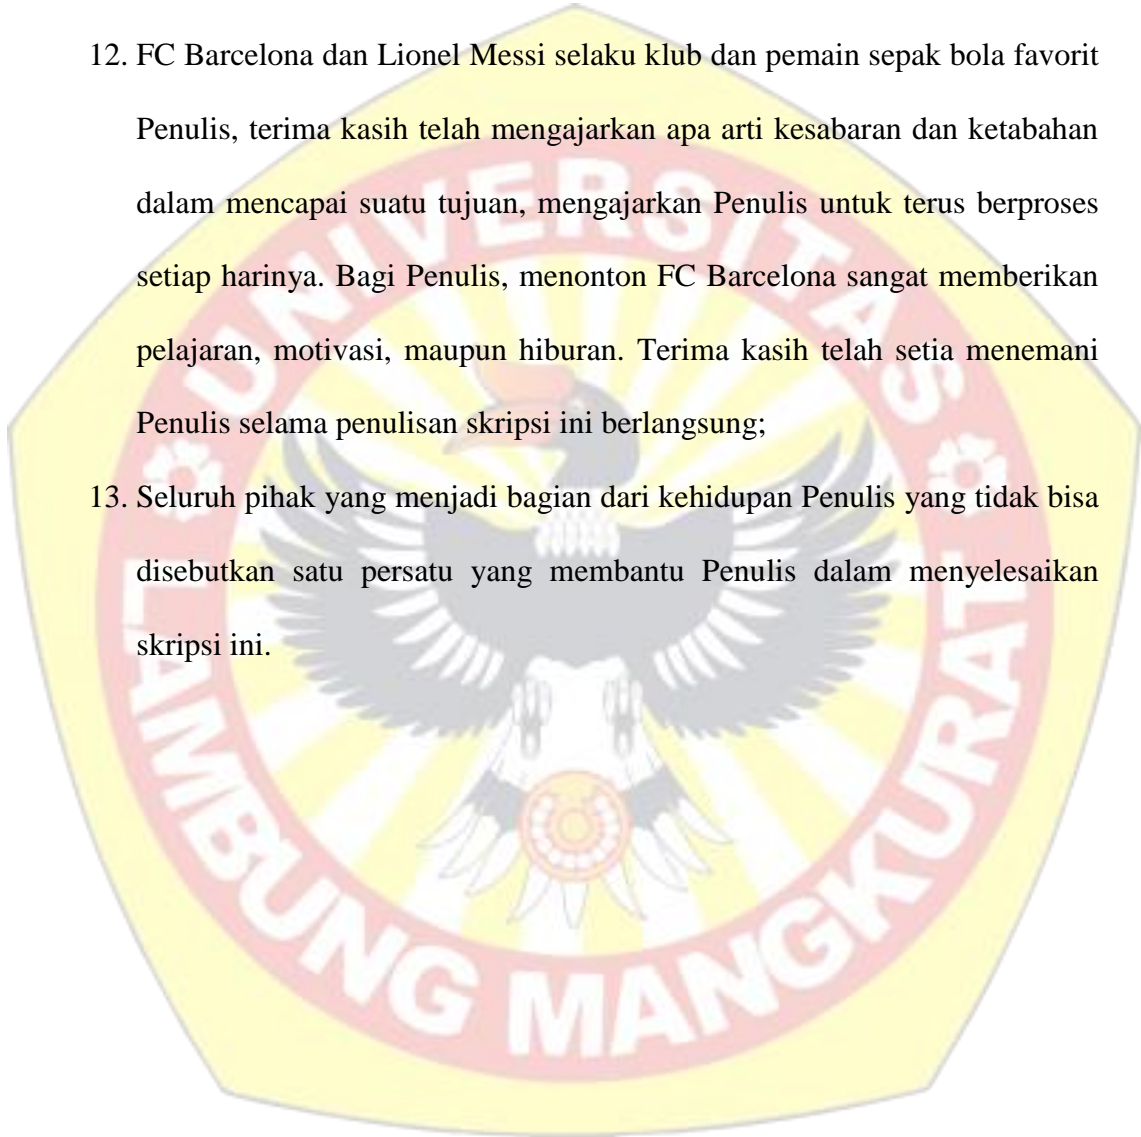 12. FC Barcelona dan Lionel Messi selaku klub dan pemain sepak bola favorit
Penulis, terima kasih telah mengajarkan apa arti kesabaran dan ketabahan
dalam mencapai suatu tujuan, mengajarkan Penulis untuk terus berproses
setiap harinya. Bagi Penulis, menonton FC Barcelona sangat memberikan
pelajaran, motivasi, maupun hiburan. Terima kasih telah setia menemani
Penulis selama penulisan skripsi ini berlangsung;
13. Seluruh pihak yang menjadi bagian dari kehidupan Penulis yang tidak bisa
disebutkan satu persatu yang membantu Penulis dalam menyelesaikan
skripsi ini.
UNIVERSITAS
LAMBUNG MANGKURAT